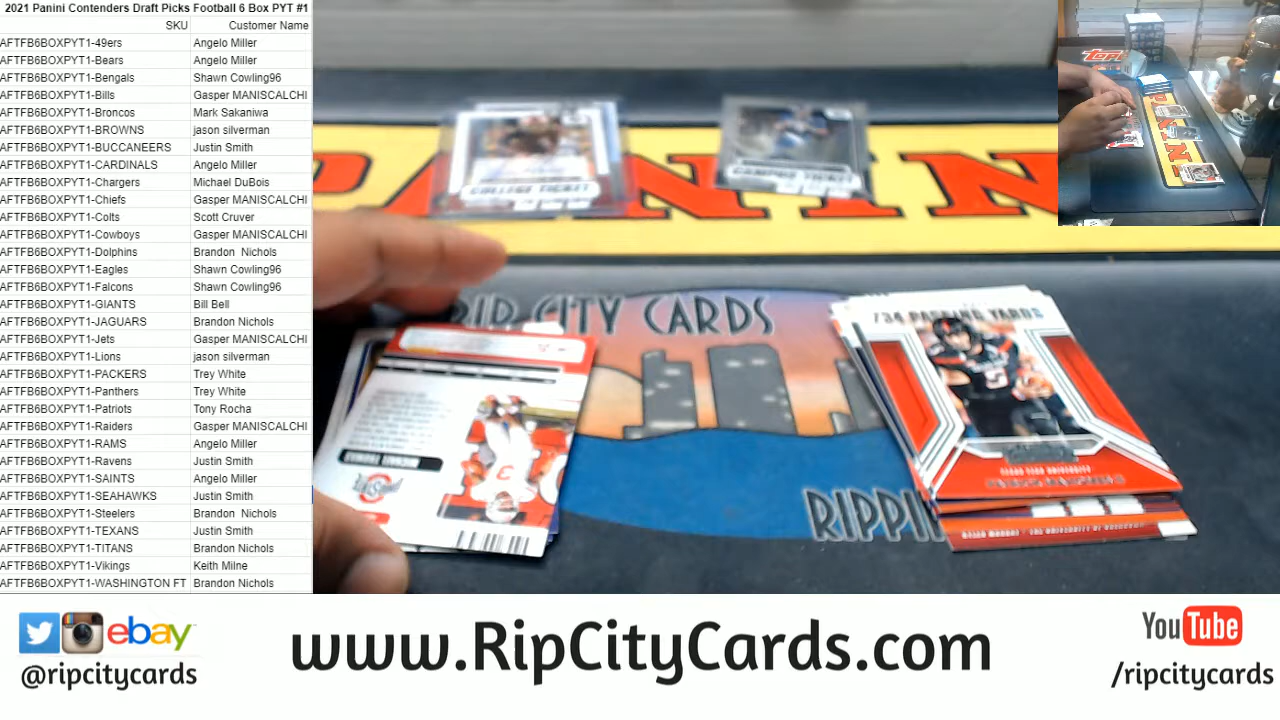 2021 Panini Contenders Draft Picks Football 6 Box PYT #1
SKU Customer Name
AFTFB6BOXPYT1-49ers Angelo Miller
AFTFB6BOXPYT1-Bears Angelo Miller
AFTFB6BOXPYT1-Bengals Shawn Cowling96
AFTFB6BOXPYT1-Bills Gasper MANISCALCHI
AFTFB6BOXPYT1-Broncos Mark Sakaniwa
AFTFB6BOXPYT1-BROWNS jason silverman
AFTFB6BOXPYT1-BUCCANEERS Justin Smith
AFTFB6BOXPYT1-CARDINALS Angelo Miller
AFTFB6BOXPYT1-Chargers Michael DuBois
AFTFB6BOXPYT1-Chiefs Gasper MANISCALCHI
AFTFB6BOXPYT1-Colts Scott Cruver
AFTFB6BOXPYT1-Cowboys Gasper MANISCALCHI
AFTFB6BOXPYT1-Dolphins Brandon Nichols
AFTFB6BOXPYT1-Eagles Shawn Cowling96
AFTFB6BOXPYT1-Falcons Shawn Cowling96
AFTFB6BOXPYT1-GIANTS Bill Bell
AFTFB6BOXPYT1-JAGUARS Brandon Nichols
AFTFB6BOXPYT1-Jets Gasper MANISCALCHI
AFTFB6BOXPYT1-Lions jason silverman
AFTFB6BOXPYT1-PACKERS Trey White
AFTFB6BOXPYT1-Panthers Trey White
AFTFB6BOXPYT1-Patriots Tony Rocha
AFTFB6BOXPYT1-Raiders Gasper MANISCALCHI
AFTFB6BOXPYT1-RAMS Angelo Miller
AFTFB6BOXPYT1-Ravens Justin Smith
AFTFB6BOXPYT1-SAINTS Angelo Miller
AFTFB6BOXPYT1-SEAHAWKS Justin Smith
AFTFB6BOXPYT1-Steelers Brandon Nichols
AFTFB6BOXPYT1-TEXANS Justin Smith
AFTFB6BOXPYT1-TITANS Brandon Nichols
AFTFB6BOXPYT1-Vikings Keith Milne
AFTFB6BOXPYT1-WASHINGTON FT Brandon Nichols
COLLEGE TICKET
CAMPUS TICKET
PANINI
RIP CITY CARDS
/34 PASSING YARDS
TEXAS TECH UNIVERSITY
RIPPI
ebay
@ripcitycards
www.RipCityCards.com
YouTube
/ripcitycards